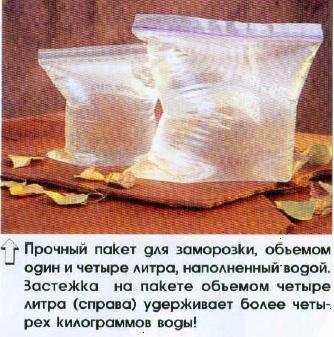 Прочный пакет для заморозки, объемом
один и четыре литра, наполненный водой.
Застежка на пакете объемом четыре
литра (справа) удерживает более четы-
рех килограммов воды!